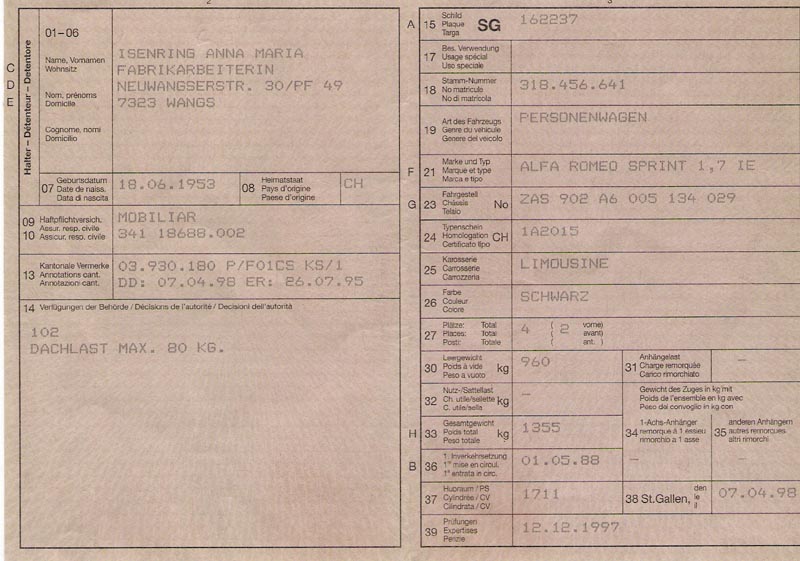 2
01-06
C
D
E
Halter – Détenteur – Detentore
Name, Vornamen
Wohnsitz
Nom, prénoms
Domicile
Cognome, nomi
Domicilio
ISENRING ANNA MARIA
FABRIKARBEITERIN
NEUWANGSERSTR. 30/PF 49
7323 WANGS
07 Geburtsdatum
Date de naiss.
Data di nascita
18.06.1953
08 Heimatstaat
Pays d'origine
Paese d'origine
CH
09 Haftpflichtversich.
Assur. resp. civile
10 Assicur. resp. civile
MOBILIAR
341 18688.002
13 Kantonale Vermerke
Annotations cant.
Annotazioni cant.
03.930.180 P/F01CS KS/1
DD: 07.04.98 ER: 26.07.95
14 Verfügungen der Behörde / Décisions de l'autorité / Decisioni dell'autorità
102
DACHLAST MAX. 80 KG.
3
A 15 Schild
Plaque SG
Targa
162237
17 Bes. Verwendung
Usage spécial
Uso speciale
18 Stamm-Nummer
No matricule
No di matricola
318.456.641
19 Art des Fahrzeugs
Genre du véhicule
Genere del veicolo
PERSONENWAGEN
F 21 Marke und Typ
Marque et type
Marca e tipo
ALFA ROMEO SPRINT 1,7 IE
G 23 Fahrgestell
Châssis No
Telaio
ZAS 902 A6 005 134 029
24 Typenschein
Homologation CH
Certificato tipo
1A2015
25 Karosserie
Carrosserie
Carrozzeria
LIMOUSINE
26 Farbe
Couleur
Colore
SCHWARZ
27 Plätze: Total
Places: Total
Posti: Totale
4 ( 2 vorne)
( avant)
( ant. )
30 Leergewicht
Poids à vide kg
Peso a vuoto
960
31 Anhängelast
Charge remorquée
Carico rimorchiato
–
32 Nutz-/Sattellast
Ch. utile/sellette kg
C. utile/sella
–
Gewicht des Zuges in kg mit
Poids de l'ensemble en kg avec
Peso del convoglio in kg con
H 33 Gesamtgewicht
Poids total kg
Peso totale
1355
34 1-Achs-Anhänger
remorque à 1 essieu
rimorchio a 1 asse
–
35 anderen Anhängern
autres remorques
altri rimorchi
–
B 36 1. Inverkehrsetzung
1re mise en circul.
1a entrata in circ.
01.05.88
37 Hubraum / PS
Cylindrée / CV
Cilindrata / CV
1711
38 St.Gallen, den
le
il
07.04.98
39 Prüfungen
Expertises
Perizie
12.12.1997